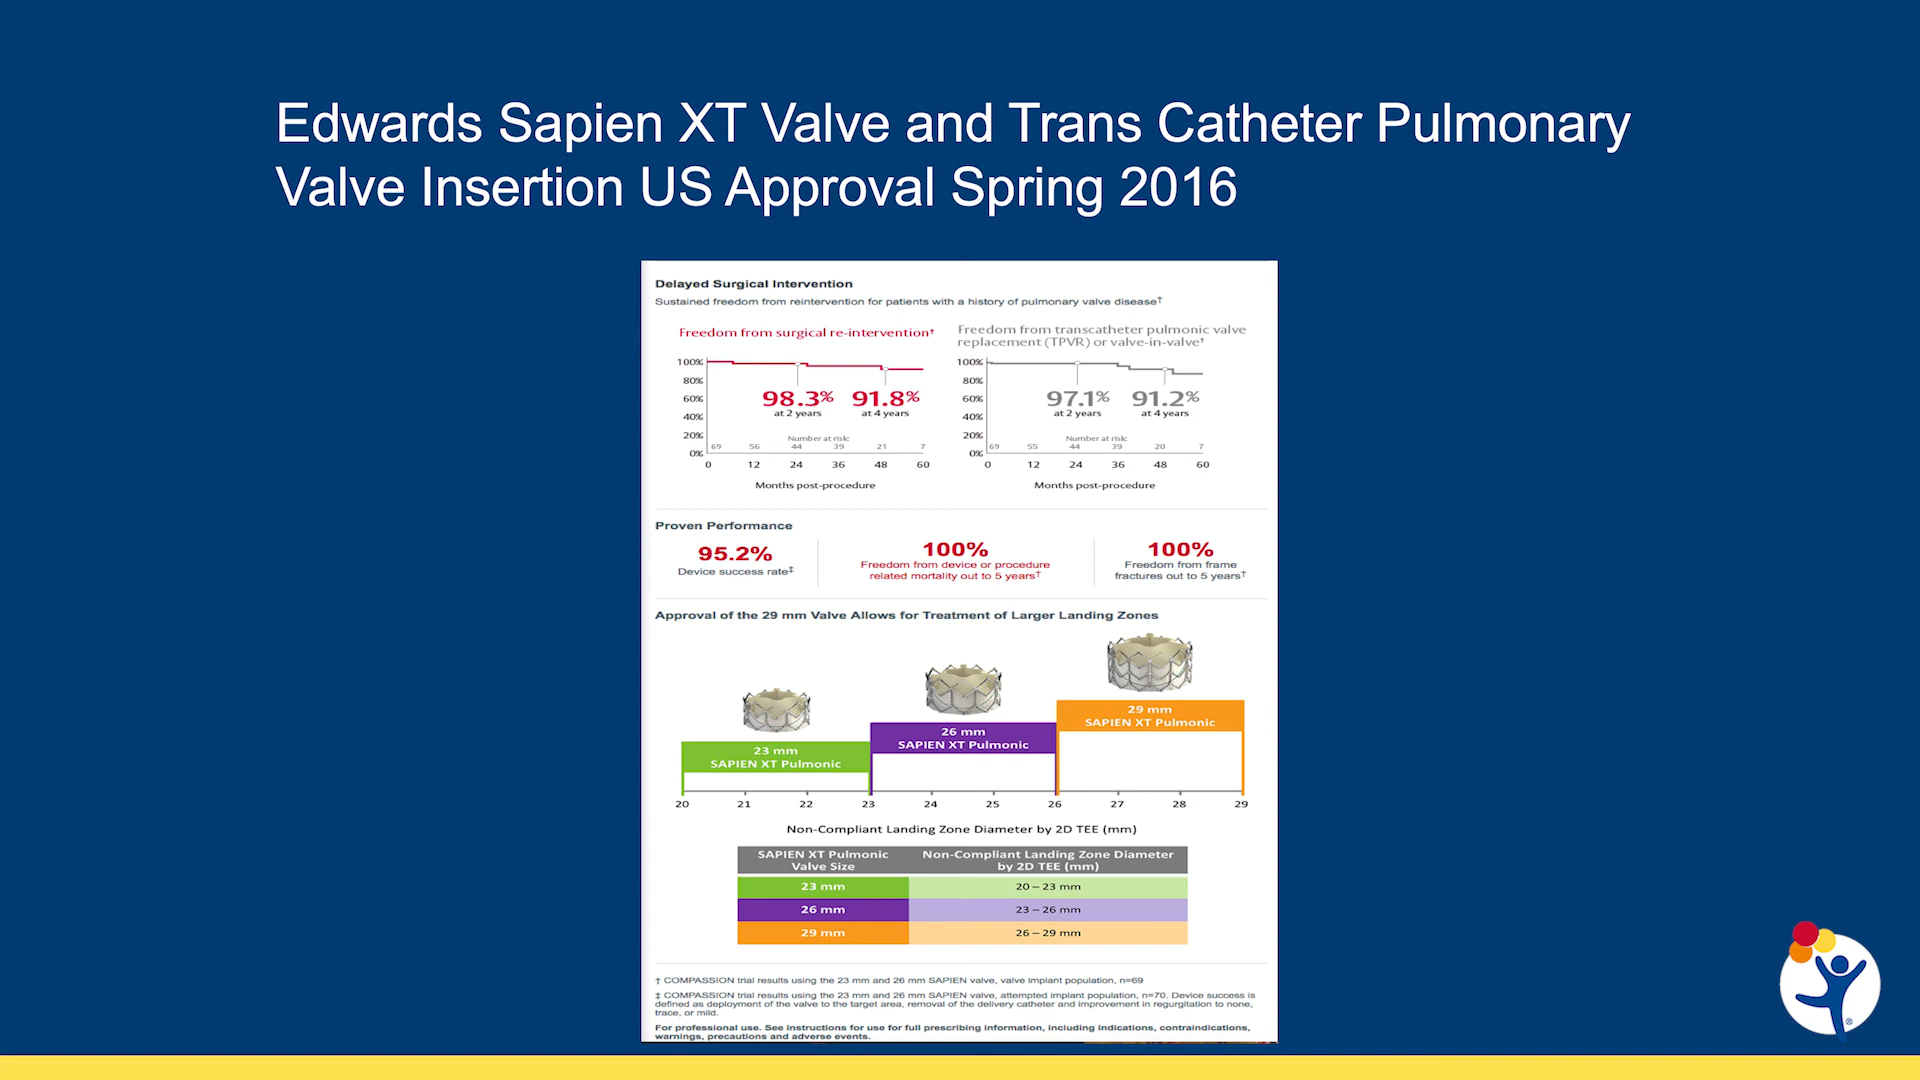 Edwards Sapien XT Valve and Trans Catheter Pulmonary
Valve Insertion US Approval Spring 2016
Delayed Surgical Intervention
Sustained freedom from reintervention for patients with a history of pulmonary valve disease†
Freedom from surgical re-intervention†
100%
80%
60%
40%
20%
0%
98.3%
at 2 years
91.8%
at 4 years
Number at risk:
69 56 44 39 21 7
0 12 24 36 48 60
Months post-procedure
Freedom from transcatheter pulmonic valve
replacement (TPVR) or valve-in-valve†
100%
80%
60%
40%
20%
0%
97.1%
at 2 years
91.2%
at 4 years
Number at risk:
69 55 44 39 20 7
0 12 24 36 48 60
Months post-procedure
Proven Performance
95.2%
Device success rate‡
100%
Freedom from device or procedure
related mortality out to 5 years†
100%
Freedom from frame
fractures out to 5 years†
Approval of the 29 mm Valve Allows for Treatment of Larger Landing Zones
23 mm
SAPIEN XT Pulmonic
26 mm
SAPIEN XT Pulmonic
29 mm
SAPIEN XT Pulmonic
20 21 22 23 24 25 26 27 28 29
Non-Compliant Landing Zone Diameter by 2D TEE (mm)
SAPIEN XT Pulmonic
Valve Size
Non-Compliant Landing Zone Diameter
by 2D TEE (mm)
23 mm 20 – 23 mm
26 mm 23 – 26 mm
29 mm 26 – 29 mm
† COMPASSION trial results using the 23 mm and 26 mm SAPIEN valve, valve implant population, n=69
‡ COMPASSION trial results using the 23 mm and 26 mm SAPIEN valve, attempted implant population, n=70. Device success is
defined as deployment of the valve to the target area, removal of the delivery catheter and improvement in regurgitation to none,
trace, or mild.
For professional use. See instructions for use for full prescribing information, including indications, contraindications,
warnings, precautions and adverse events.
®